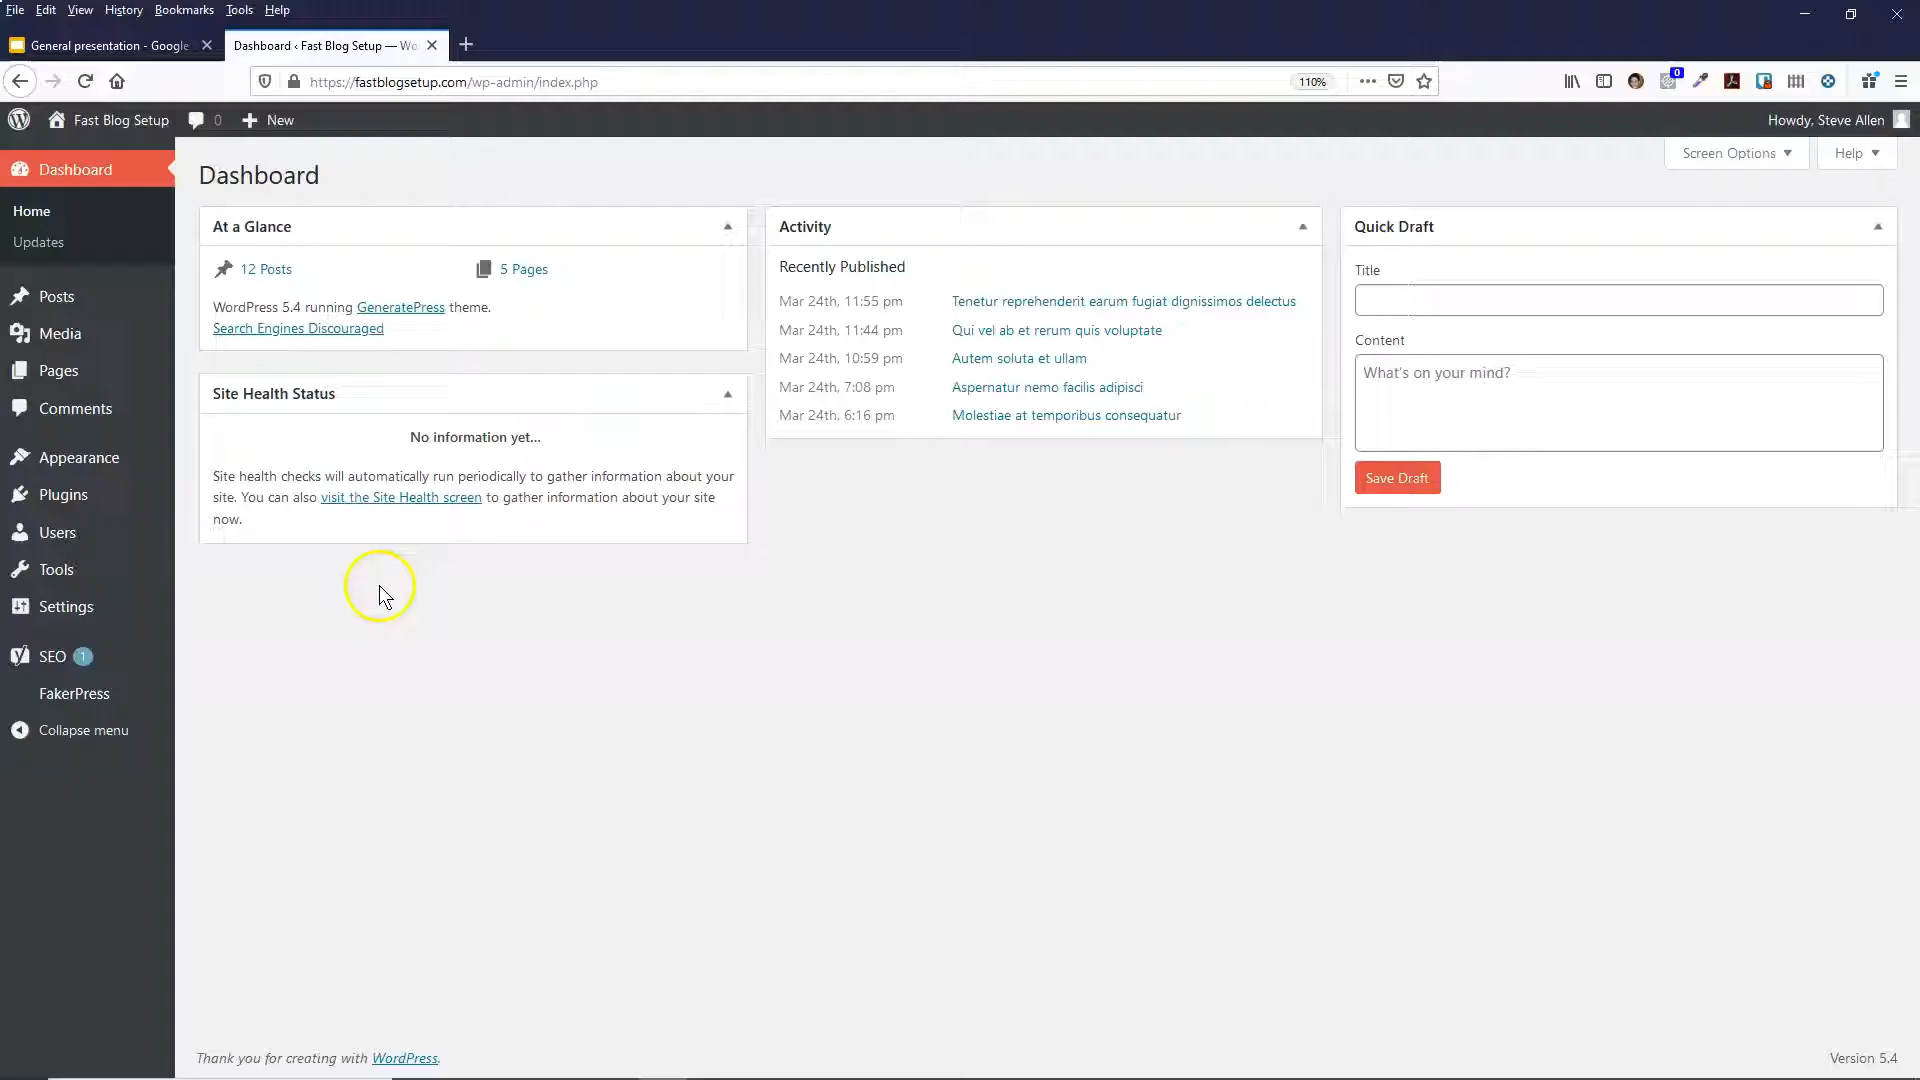 File Edit View History Bookmarks Tools Help
General presentation - Google
Dashboard ‹ Fast Blog Setup — Wo
https://fastblogsetup.com/wp-admin/index.php
110%
0
Fast Blog Setup
0
New
Howdy, Steve Allen
Dashboard
Home
Updates
Posts
Media
Pages
Comments
Appearance
Plugins
Users
Tools
Settings
SEO 1
FakerPress
Collapse menu
Dashboard
Screen Options
Help
At a Glance
12 Posts
5 Pages
WordPress 5.4 running GeneratePress theme.
Search Engines Discouraged
Site Health Status
No information yet...
Site health checks will automatically run periodically to gather information about your
site. You can also visit the Site Health screen to gather information about your site
now.
Activity
Recently Published
Mar 24th, 11:55 pm Tenetur reprehenderit earum fugiat dignissimos delectus
Mar 24th, 11:44 pm Qui vel ab et rerum quis voluptate
Mar 24th, 10:59 pm Autem soluta et ullam
Mar 24th, 7:08 pm Aspernatur nemo facilis adipisci
Mar 24th, 6:16 pm Molestiae at temporibus consequatur
Quick Draft
Title
Content
What's on your mind?
Save Draft
Thank you for creating with WordPress.
Version 5.4